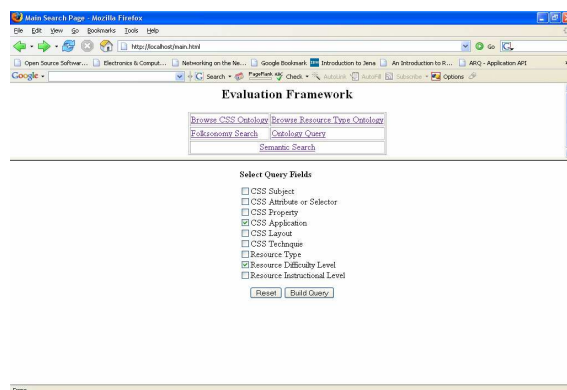 Main Search Page - Mozilla Firefox
File Edit View Go Bookmarks Tools Help
http://localhost/main.html Go
Open Source Softwar... Electronics & Comput... Networking on the Ne... Google Bookmark Introduction to Jena An Introduction to R... ARQ - Application API
Google Search PageRank Check AutoLink AutoFill Subscribe Options
Evaluation Framework
Browse CSS Ontology Browse Resource Type Ontology
Folksonomy Search Ontology Query
Semantic Search
Select Query Fields
CSS Subject
CSS Attribute or Selector
CSS Property
CSS Application
CSS Layout
CSS Technquie
Resource Type
Resource Difficulty Level
Resource Instructional Level
Reset Build Query